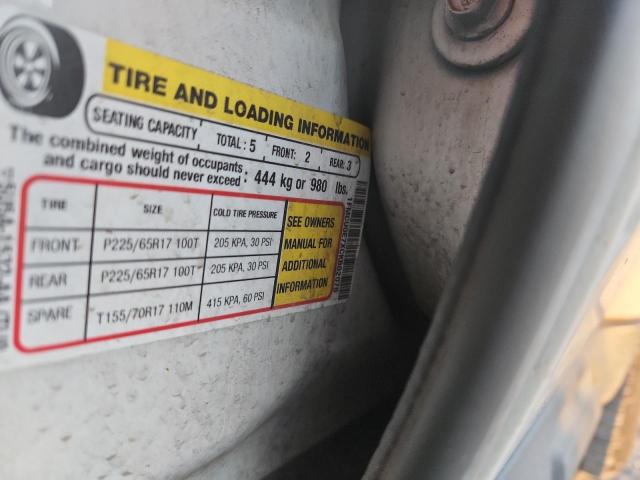 TIRE AND LOADING INFORMATION
SEATING CAPACITY TOTAL: 5 FRONT: 2 REAR: 3
The combined weight of occupants
and cargo should never exceed : 444 kg or 980 lbs.
TIRE SIZE COLD TIRE PRESSURE
FRONT P225/65R17 100T 205 KPA, 30 PSI
REAR P225/65R17 100T 205 KPA, 30 PSI
SPARE T155/70R17 110M 415 KPA, 60 PSI
SEE OWNERS
MANUAL FOR
ADDITIONAL
INFORMATION